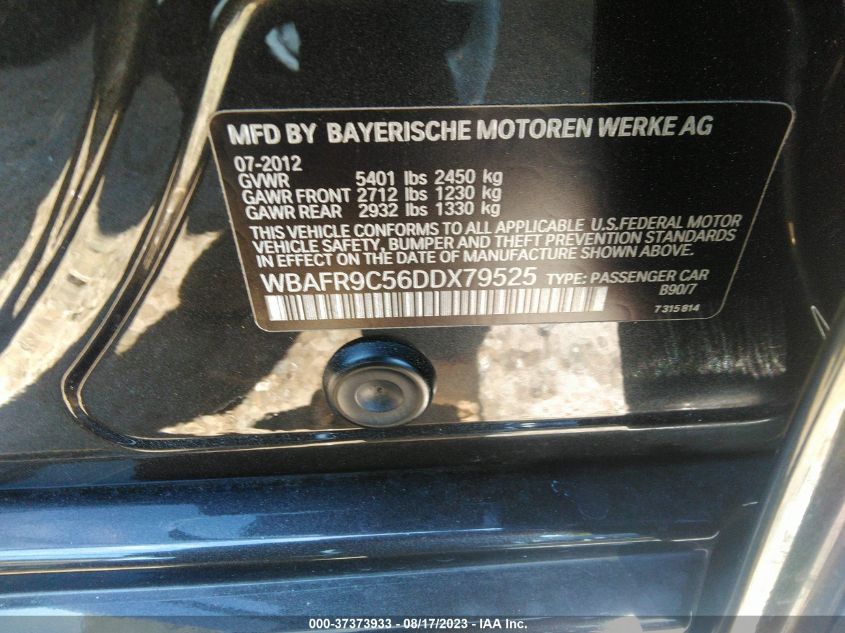 MFD BY BAYERISCHE MOTOREN WERKE AG
07-2012
GVWR 5401 lbs 2450 kg
GAWR FRONT 2712 lbs 1230 kg
GAWR REAR 2932 lbs 1330 kg
THIS VEHICLE CONFORMS TO ALL APPLICABLE U.S.FEDERAL MOTOR
VEHICLE SAFETY, BUMPER AND THEFT PREVENTION STANDARDS
IN EFFECT ON THE DATE OF MANUFACTURE SHOWN ABOVE.
WBAFR9C56DDX79525 TYPE: PASSENGER CAR
B90/7
7315814
000-37373933 - 08/17/2023 - IAA Inc.